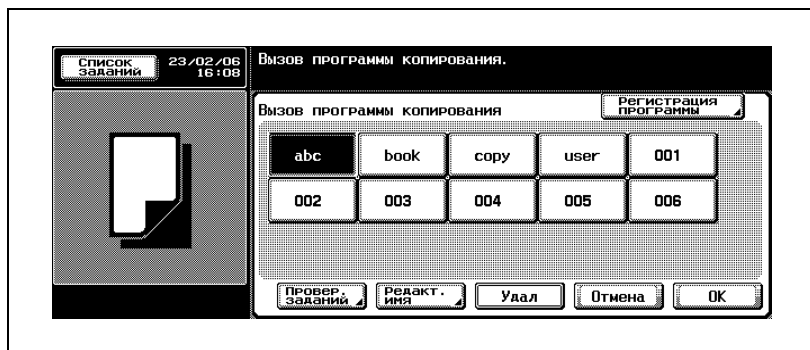 Список
заданий
23/02/06
16:08
Вызов программы копирования.
Вызов программы копирования
Регистрация
программы
abc book copy user 001
002 003 004 005 006
Провер.
заданий
Редакт.
имя
Удал
Отмена
OK